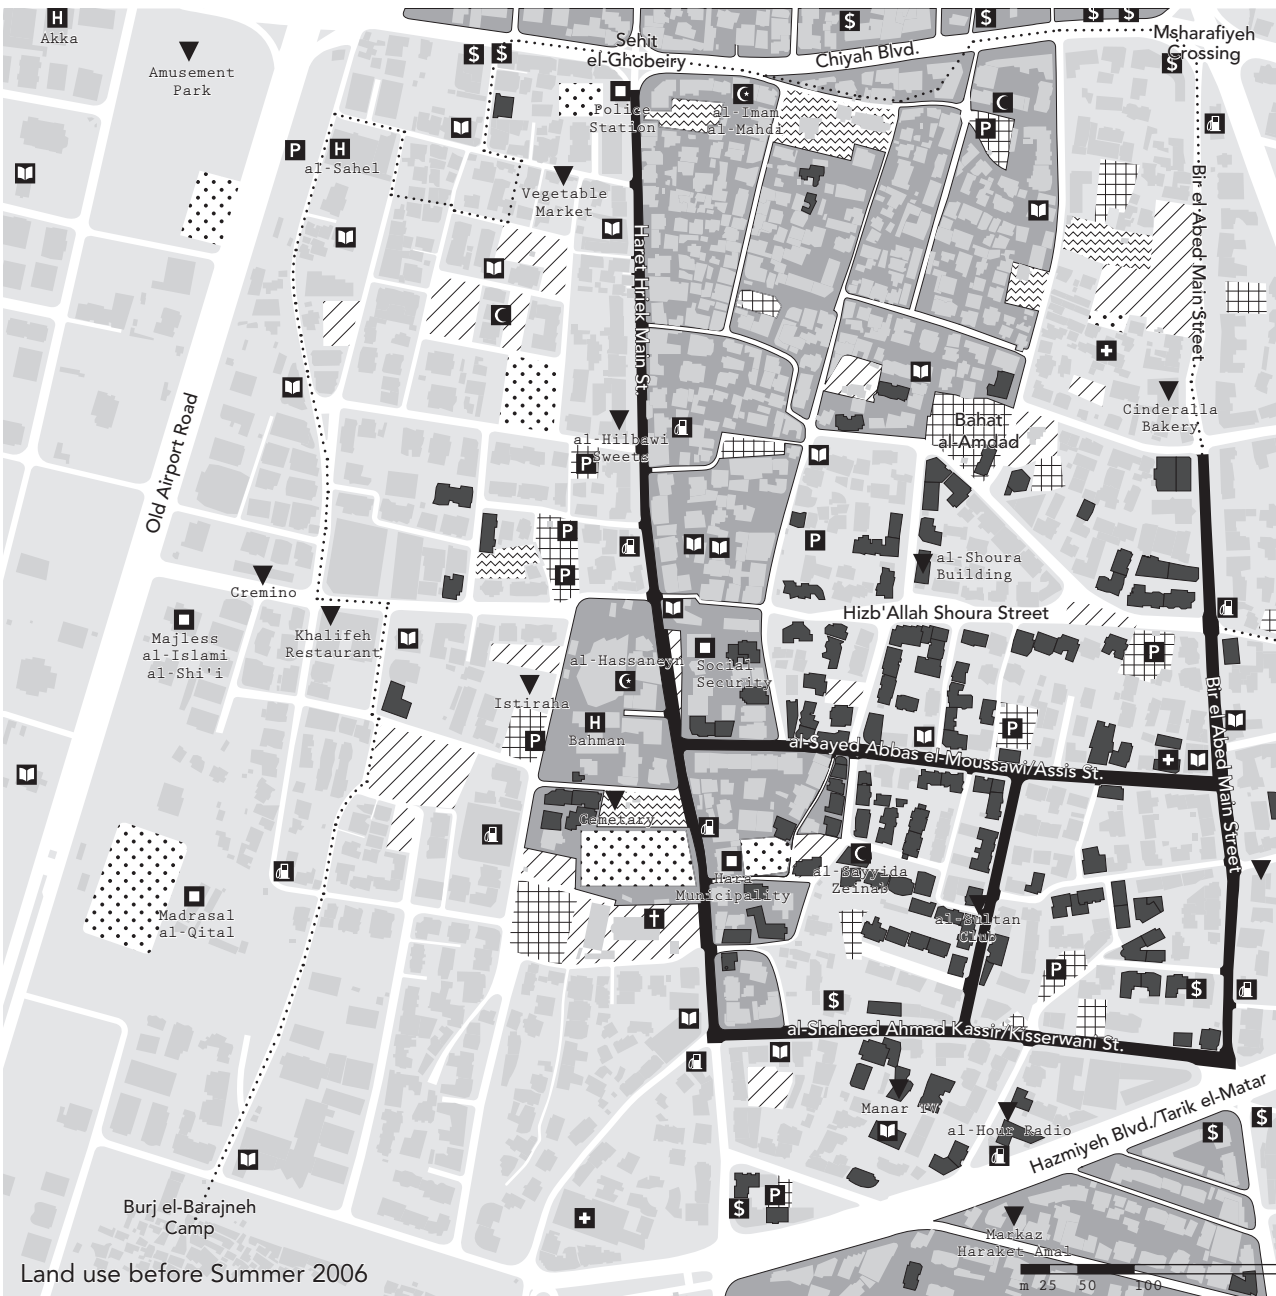 H
Akka
Amusement
Park
$
$
Sehit
el-Ghobeiry
$
Chiyah Blvd.
$
$
$
Msharafiyeh
Crossing
$
Police
Station
al-Imam
al-Mahdi
P
P
H
al-Sahel
Vegetable
Market
Haret Hriek Main St.
Bir el Abed Main Street
Cinderalla
Bakery
Old Airport Road
al-Hilbawi
Sweets
P
Bahat
al-Amdad
P
P
P
al-Shoura
Building
Cremino
Majless
al-Islami
al-Shi'i
Khalifeh
Restaurant
Hizb'Allah Shoura Street
al-Hassaneyn
Social
Security
P
Istiraha
P
H
Bahman
P
al-Sayed Abbas el-Moussawi/Assis St.
Bir el Abed Main Street
Cemetary
Hara
Municipality
al-Sayyida
Zeinab
Madrasal
al-Qital
al-Sultan
Club
P
$
$
al-Shaheed Ahmad Kassir/Kisserwani St.
Manar TV
al-Hour Radio
Hazmiyeh Blvd./Tarik el-Matar
$
$
$
P
Burj el-Barajneh
Camp
Markaz
Haraket Amal
Land use before Summer 2006
m 25 50 100